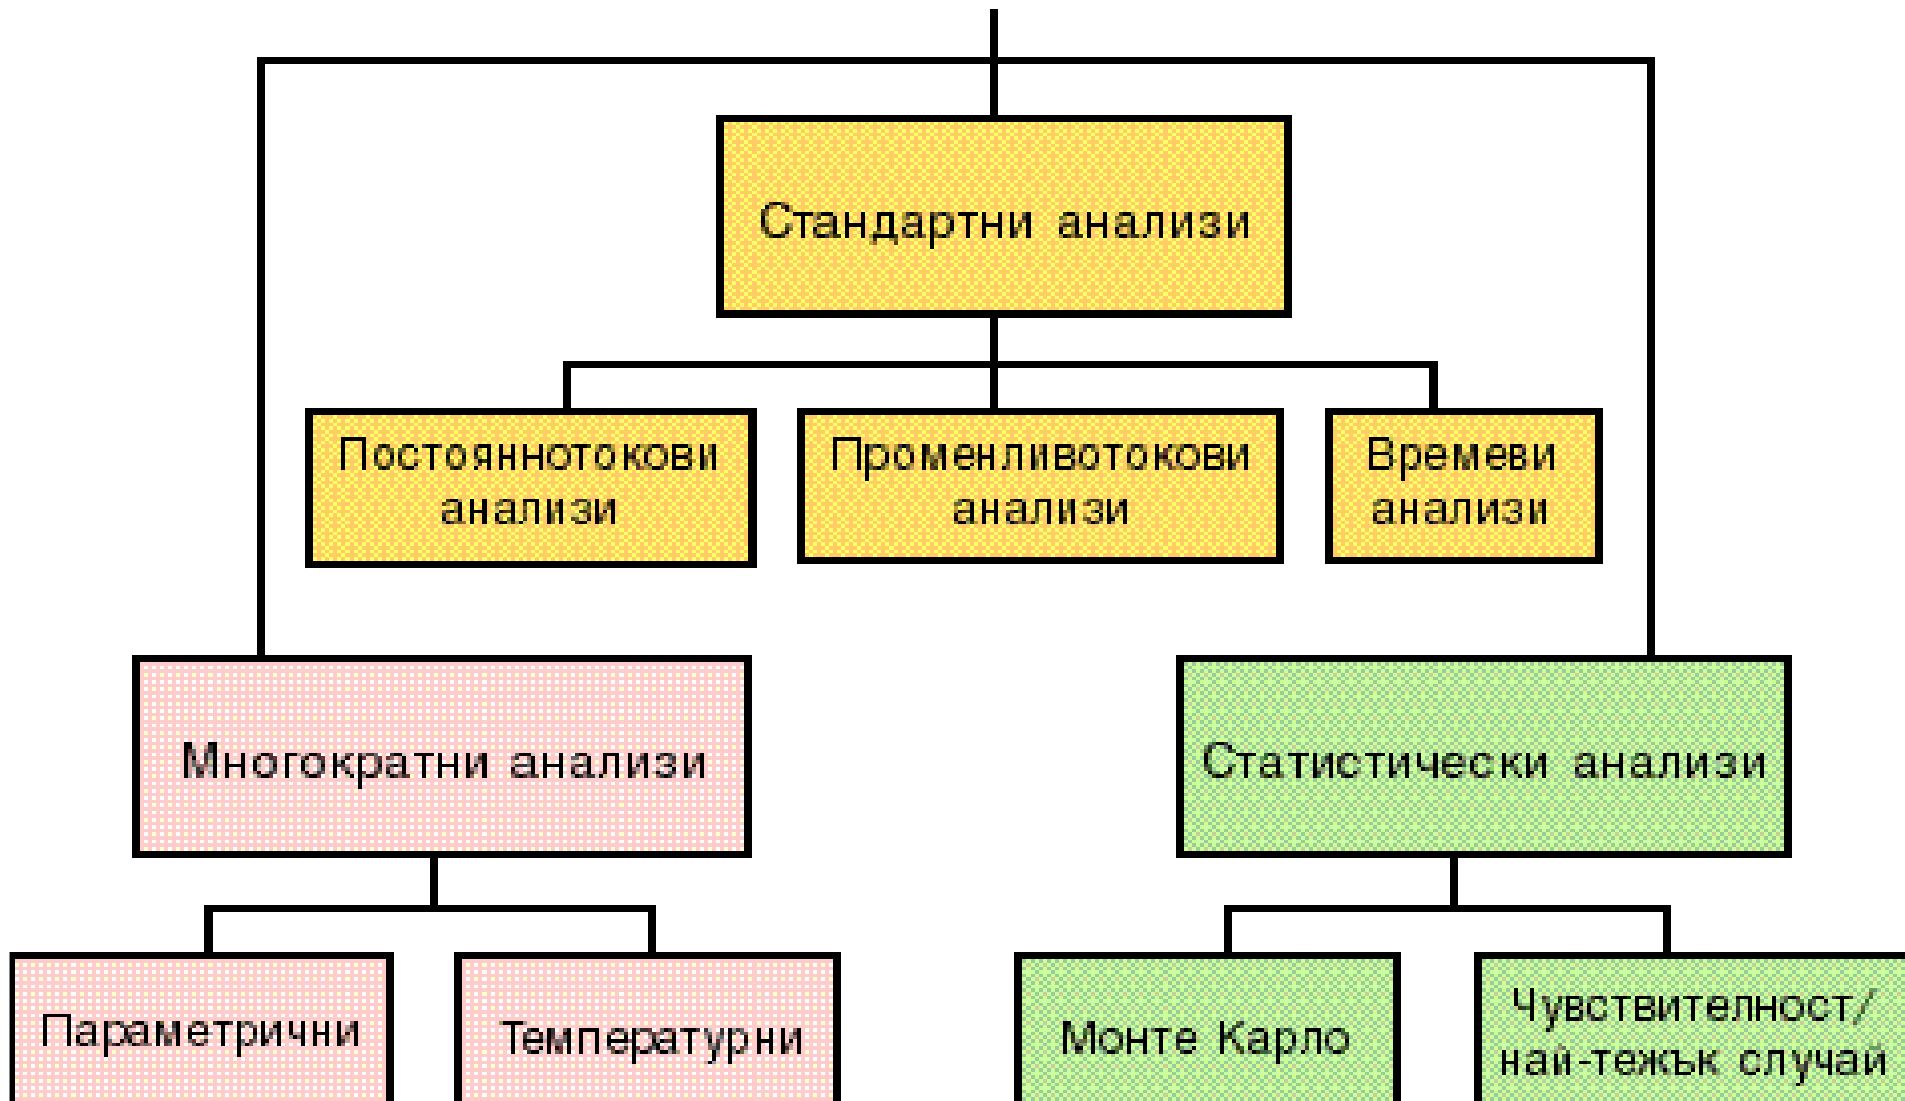 Стандартни анализи
Постояннотокови
анализи
Променливотокови
анализи
Времеви
анализи
Многократни анализи
Статистически анализи
Параметрични
Температурни
Монте Карло
Чувствителност/
най-тежък случай